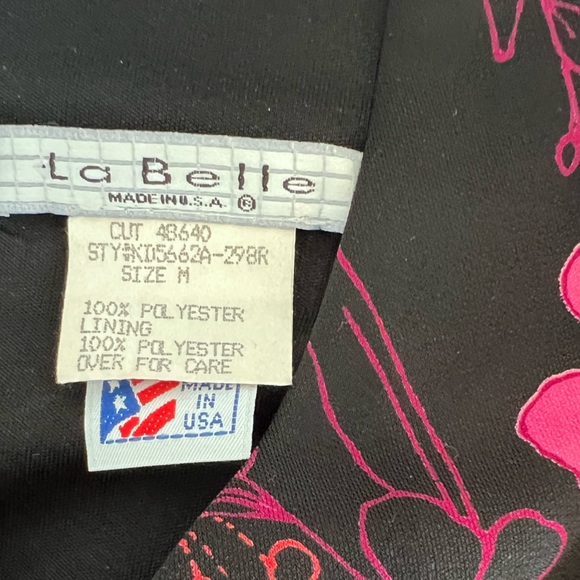 La Belle
MADE IN U.S.A. ®
CUT 48640
STY#KD5662A-298R
SIZE M
100% POLYESTER
LINING
100% POLYESTER
OVER FOR CARE
MADE
IN
USA